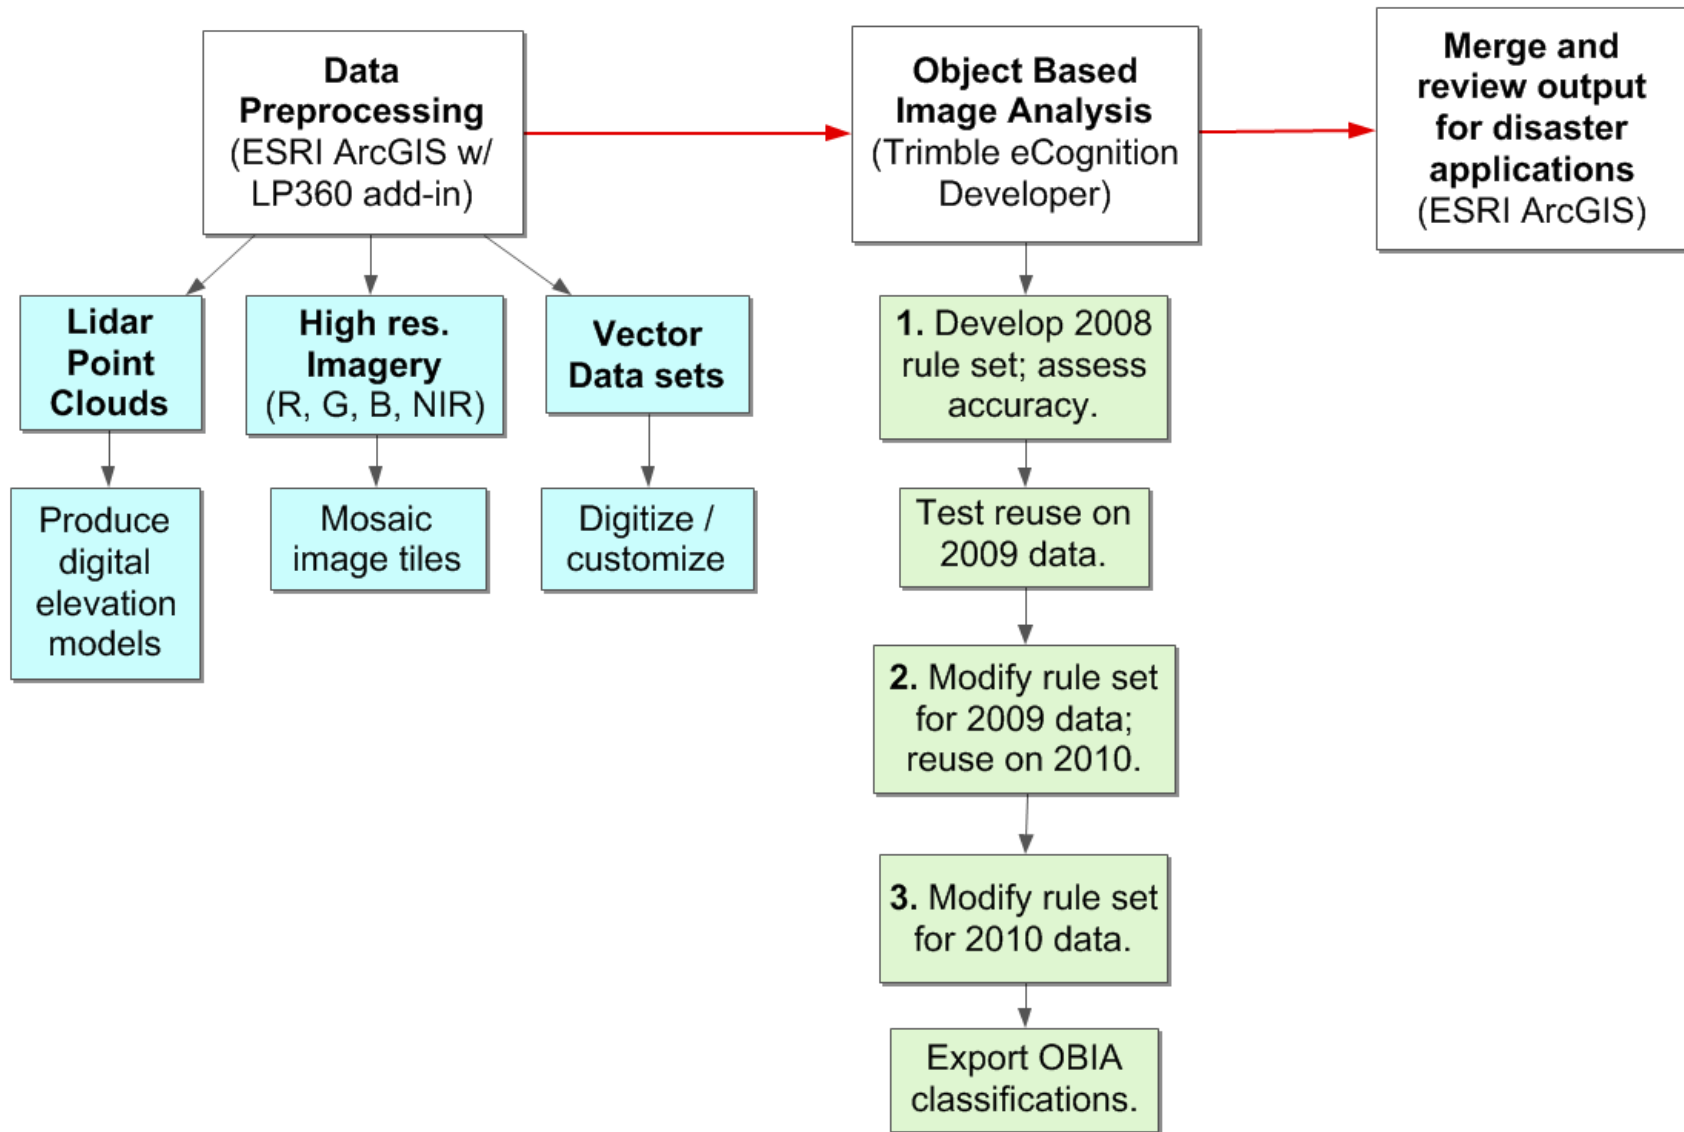 Data
Preprocessing
(ESRI ArcGIS w/
LP360 add-in)
Object Based
Image Analysis
(Trimble eCognition
Developer)
Merge and
review output
for disaster
applications
(ESRI ArcGIS)
Lidar
Point
Clouds
High res.
Imagery
(R, G, B, NIR)
Vector
Data sets
Produce
digital
elevation
models
Mosaic
image tiles
Digitize /
customize
1. Develop 2008
rule set; assess
accuracy.
Test reuse on
2009 data.
2. Modify rule set
for 2009 data;
reuse on 2010.
3. Modify rule set
for 2010 data.
Export OBIA
classifications.